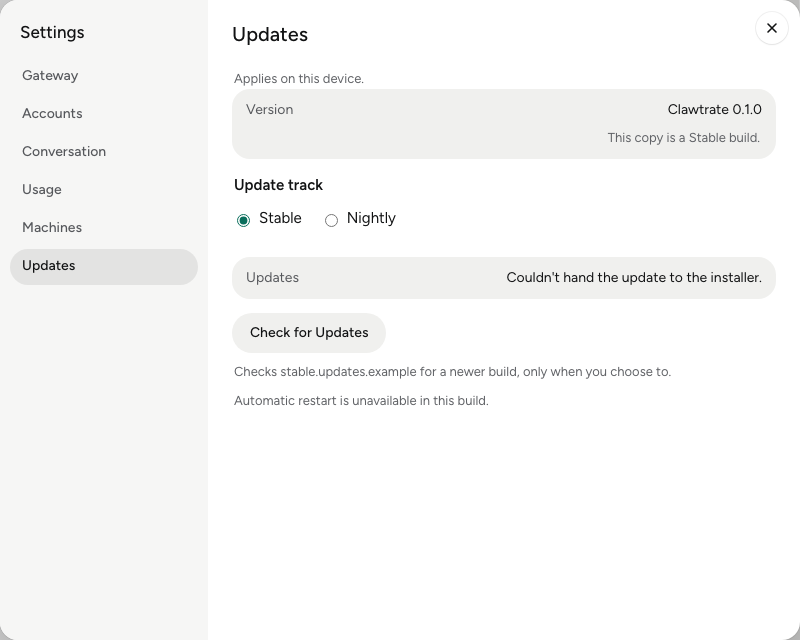 Settings
Gateway
Accounts
Conversation
Usage
Machines
Updates
Updates
Applies on this device.
Version Clawtrate 0.1.0
This copy is a Stable build.
Update track
Stable Nightly
Updates Couldn't hand the update to the installer.
Check for Updates
Checks stable.updates.example for a newer build, only when you choose to.
Automatic restart is unavailable in this build.